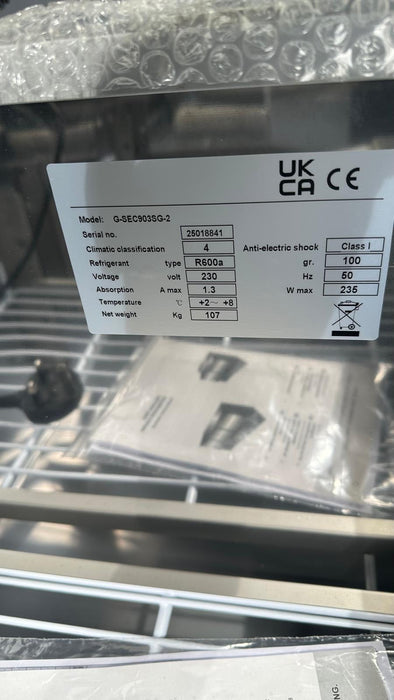 UK
CA CE
Model: G-SEC903SG-2
Serial no. 25018841
Climatic classification 4 Anti-electric shock Class I
Refrigerant type R600a gr. 100
Voltage volt 230 Hz 50
Absorption A max 1.3 W max 235
Temperature °C +2~ +8
Net weight Kg 107
NG.